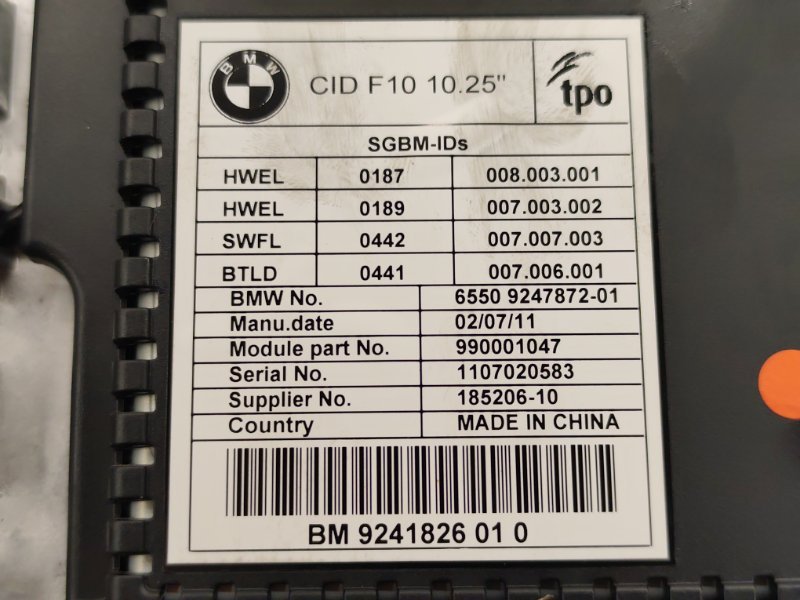 BMW CID F10 10.25" tpo
SGBM-IDs
HWEL 0187 008.003.001
HWEL 0189 007.003.002
SWFL 0442 007.007.003
BTLD 0441 007.006.001
BMW No. 6550 9247872-01
Manu.date 02/07/11
Module part No. 990001047
Serial No. 1107020583
Supplier No. 185206-10
Country MADE IN CHINA
BM 9241826 01 0